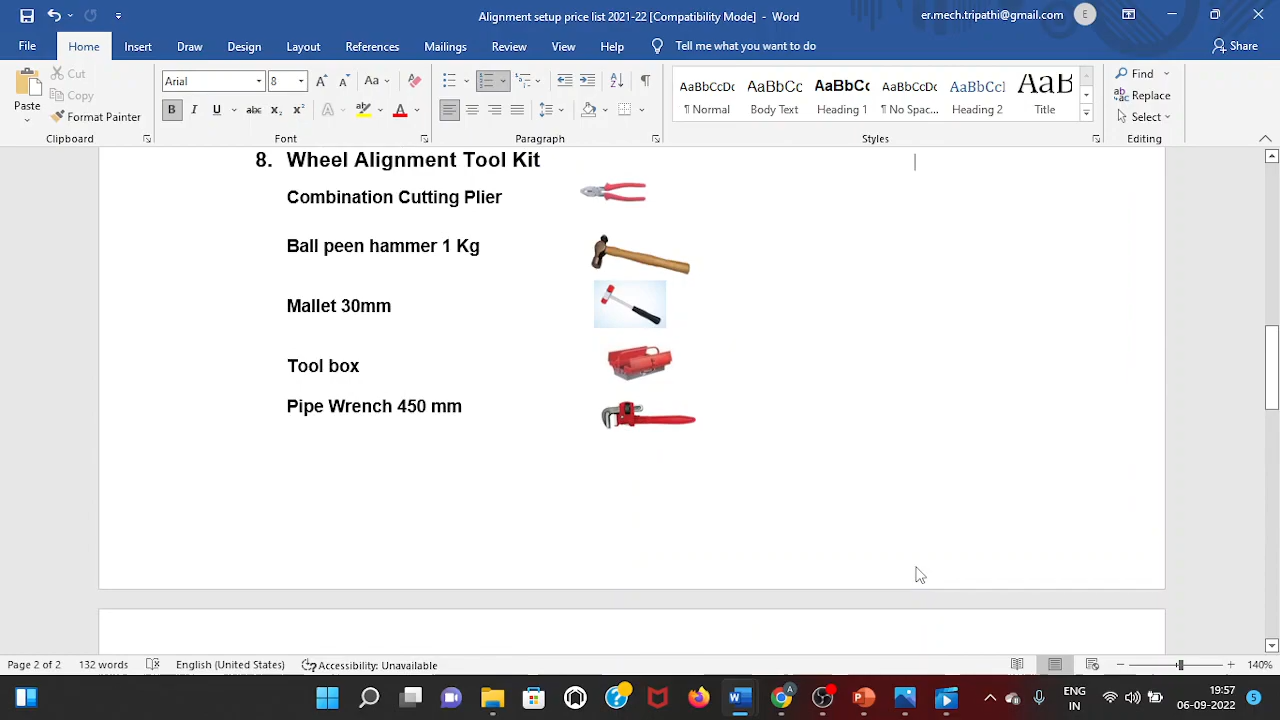 Alignment setup price list 2021-22 [Compatibility Mode] - Word
en.mech.tripathi@gmail.com
E
File Home Insert Draw Design Layout References Mailings Review View Help Tell me what you want to do Share
Paste
Cut
Copy
Format Painter
Clipboard
Arial 8
Font
Paragraph
AaBbCcDc AaBbCcDc AaBbCc AaBbCcDc AaBbCcI AaB
¶ Normal Body Text Heading 1 ¶ No Spac... Heading 2 Title
Styles
Find
Replace
Select
Editing
8. Wheel Alignment Tool Kit
Combination Cutting Plier
Ball peen hammer 1 Kg
Mallet 30mm
Tool box
Pipe Wrench 450 mm
Page 2 of 2 132 words English (United States) Accessibility: Unavailable 140%
ENG
IN
19:57
06-09-2022
5